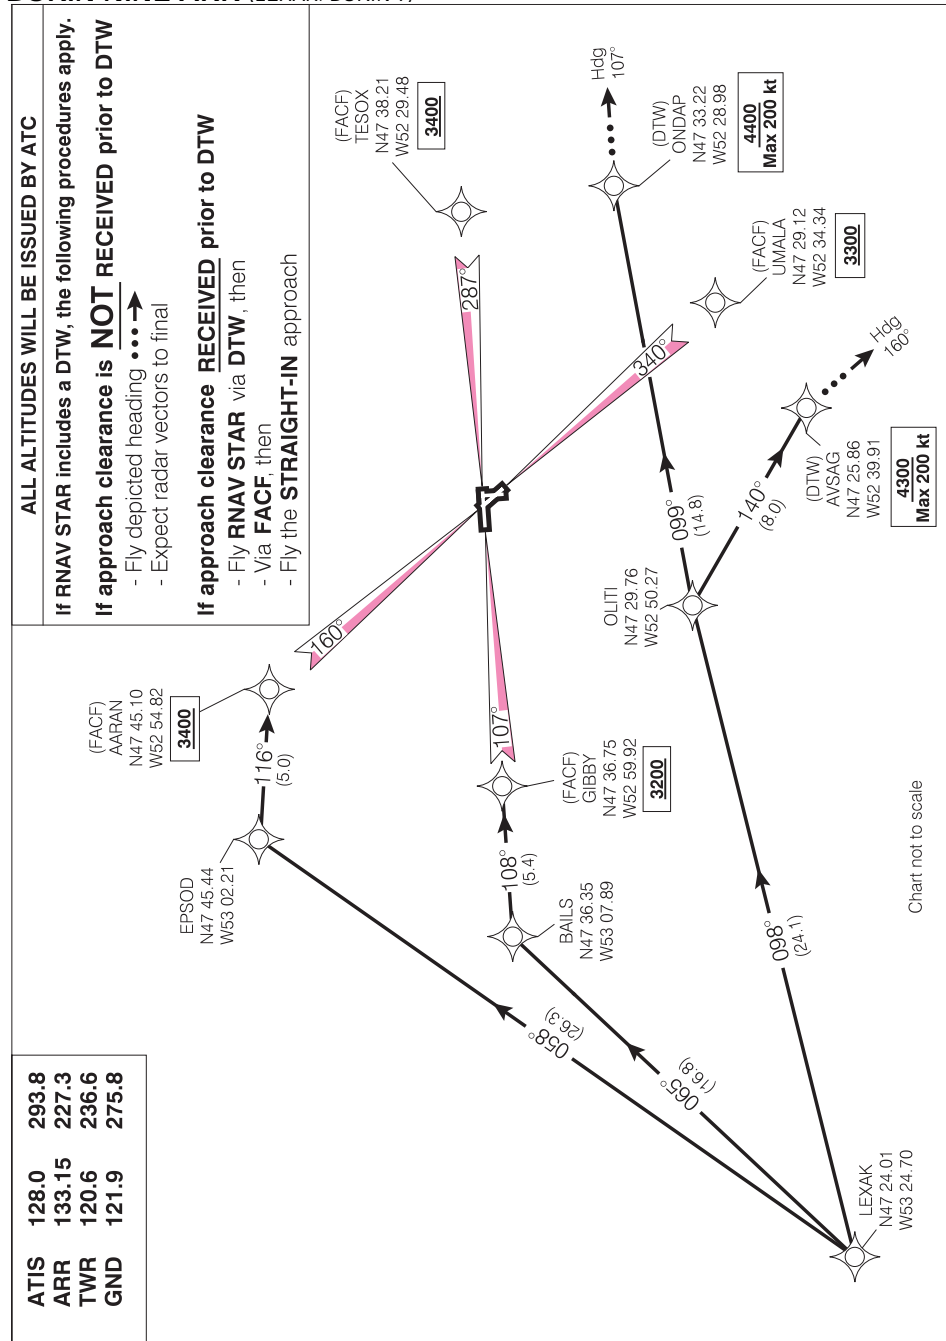 ALL ALTITUDES WILL BE ISSUED BY ATC
If RNAV STAR includes a DTW, the following procedures apply.
If approach clearance is NOT RECEIVED prior to DTW
- Fly depicted heading
- Expect radar vectors to final
If approach clearance RECEIVED prior to DTW
- Fly RNAV STAR via DTW, then
- Via FACF, then
- Fly the STRAIGHT-IN approach
ATIS 128.0 293.8
ARR 133.15 227.3
TWR 120.6 236.6
GND 121.9 275.8
(FACF)
TESOX
N47 38.21
W52 29.48
3400
Hdg
107°
(DTW)
ONDAP
N47 33.22
W52 28.98
4400
Max 200 kt
(FACF)
UMALA
N47 29.12
W52 34.34
3300
Hdg
160°
(DTW)
AVSAG
N47 25.86
W52 39.91
4300
Max 200 kt
287°
340°
160°
107°
099°
(14.8)
140°
(8.0)
OLITI
N47 29.76
W52 50.27
(FACF)
AARAN
N47 45.10
W52 54.82
3400
116°
(5.0)
EPSOD
N47 45.44
W53 02.21
(FACF)
GIBBY
N47 36.75
W52 59.92
3200
108°
(5.4)
BAILS
N47 36.35
W53 07.89
058°
(26.3)
065°
(16.8)
098°
(24.1)
LEXAK
N47 24.01
W53 24.70
Chart not to scale